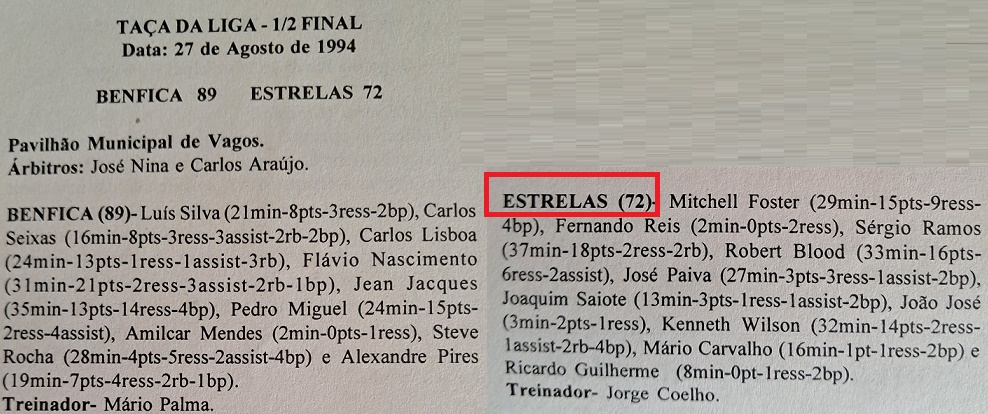 TAÇA DA LIGA - 1/2 FINAL
Data: 27 de Agosto de 1994
BENFICA 89 ESTRELAS 72
Pavilhão Municipal de Vagos.
Árbitros: José Nina e Carlos Araújo.
BENFICA (89)- Luís Silva (21min-8pts-3ress-2bp), Carlos
Seixas (16min-8pts-3ress-3assist-2rb-2bp), Carlos Lisboa
(24min-13pts-1ress-1assist-3rb), Flávio Nascimento
(31min-21pts-2ress-3assist-2rb-1bp), Jean Jacques
(35min-13pts-14ress-4bp), Pedro Miguel (24min-15pts-
2ress-4assist), Amilcar Mendes (2min-0pts-1ress), Steve
Rocha (28min-4pts-5ress-2assist-4bp) e Alexandre Pires
(19min-7pts-4ress-2rb-1bp).
Treinador- Mário Palma.
ESTRELAS (72)- Mitchell Foster (29min-15pts-9ress-
4bp), Fernando Reis (2min-0pts-2ress), Sérgio Ramos
(37min-18pts-2ress-2rb), Robert Blood (33min-16pts-
6ress-2assist), José Paiva (27min-3pts-3ress-1assist-2bp),
Joaquim Saiote (13min-3pts-1ress-1assist-2bp), João José
(3min-2pts-1ress), Kenneth Wilson (32min-14pts-2ress-
1assist-2rb-4bp), Mário Carvalho (16min-1pt-1ress-2bp) e
Ricardo Guilherme (8min-0pt-1ress-2bp).
Treinador- Jorge Coelho.